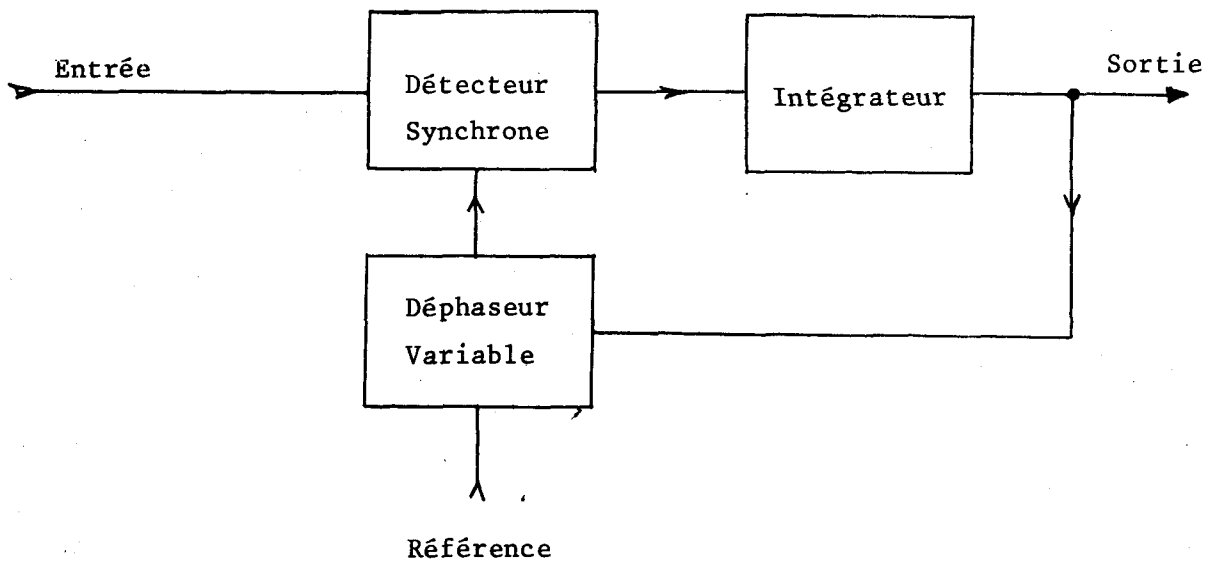 Entrée
Détecteur
Synchrone
Intégrateur
Sortie
Déphaseur
Variable
Référence